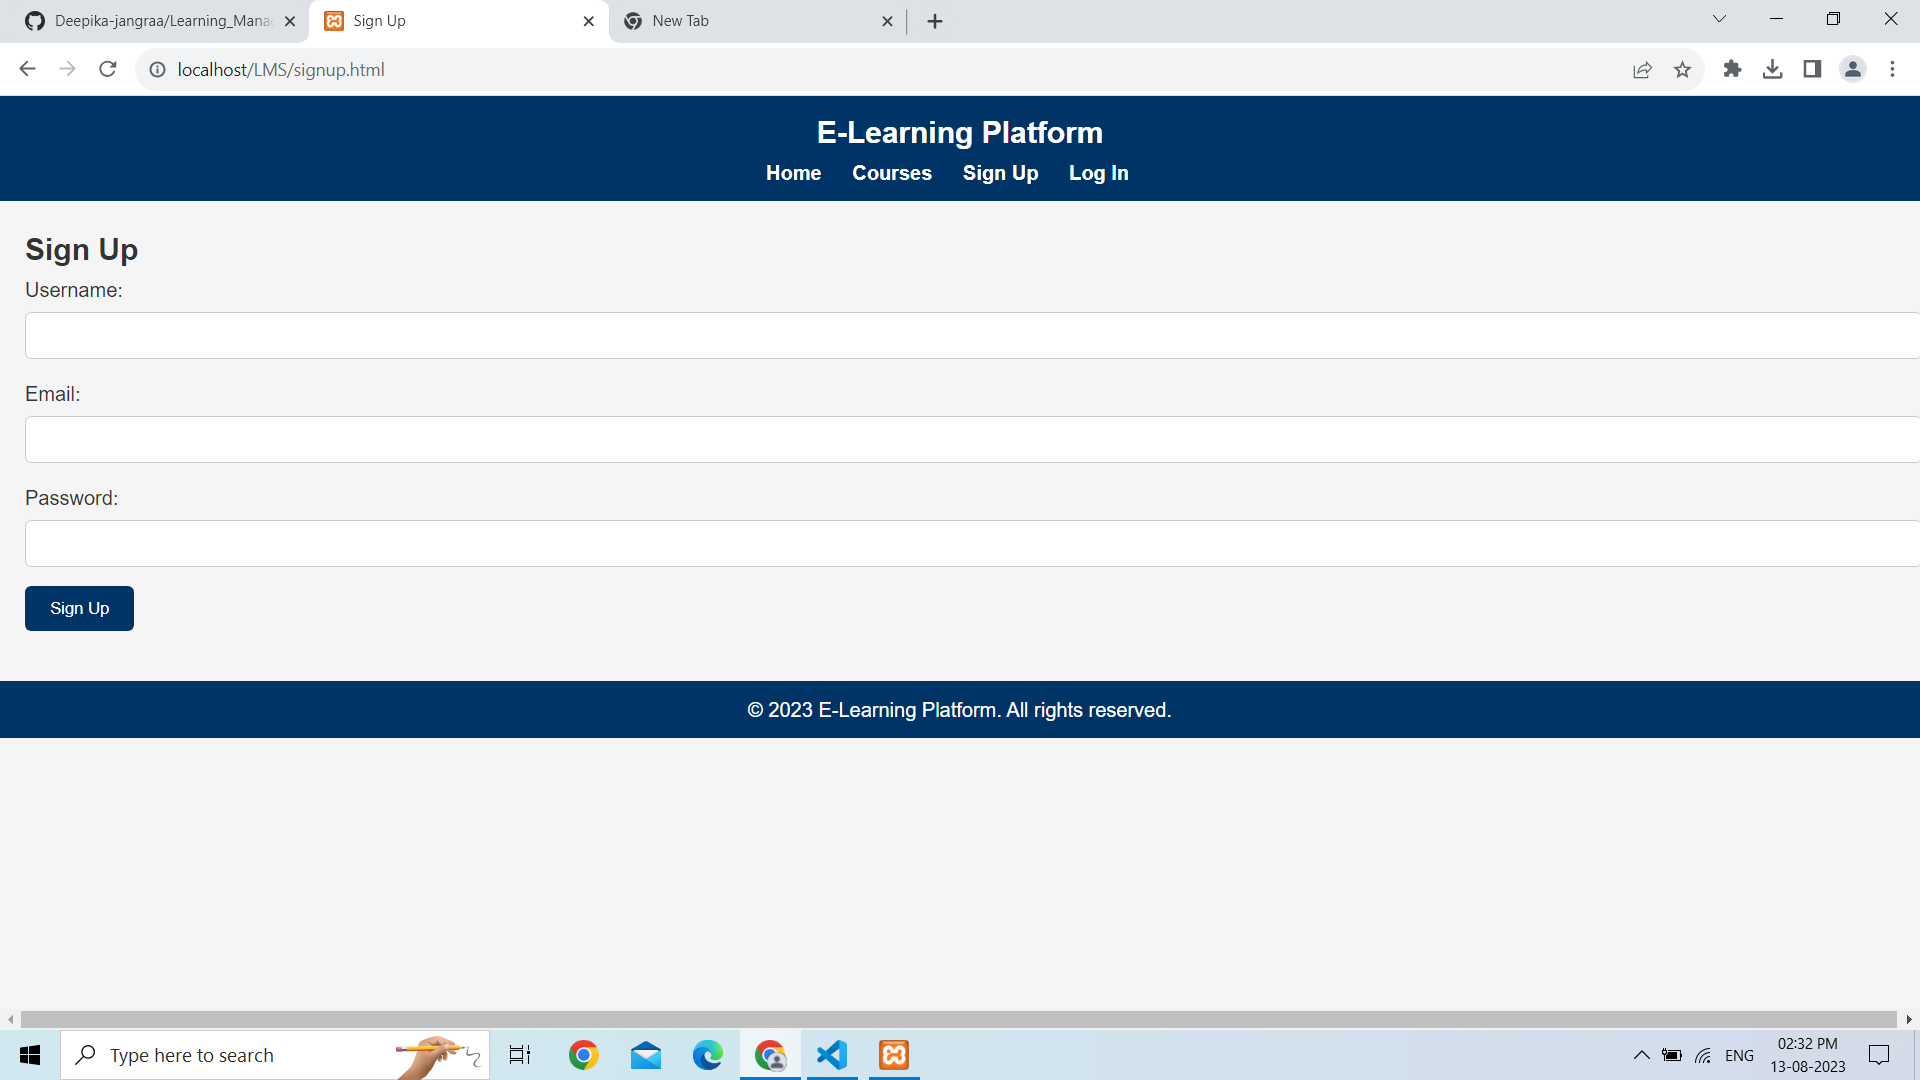 Deepika-jangraa/Learning_Mana
Sign Up
New Tab
localhost/LMS/signup.html
E-Learning Platform
Home Courses Sign Up Log In
Sign Up
Username:
Email:
Password:
Sign Up
© 2023 E-Learning Platform. All rights reserved.
Type here to search
ENG
02:32 PM
13-08-2023